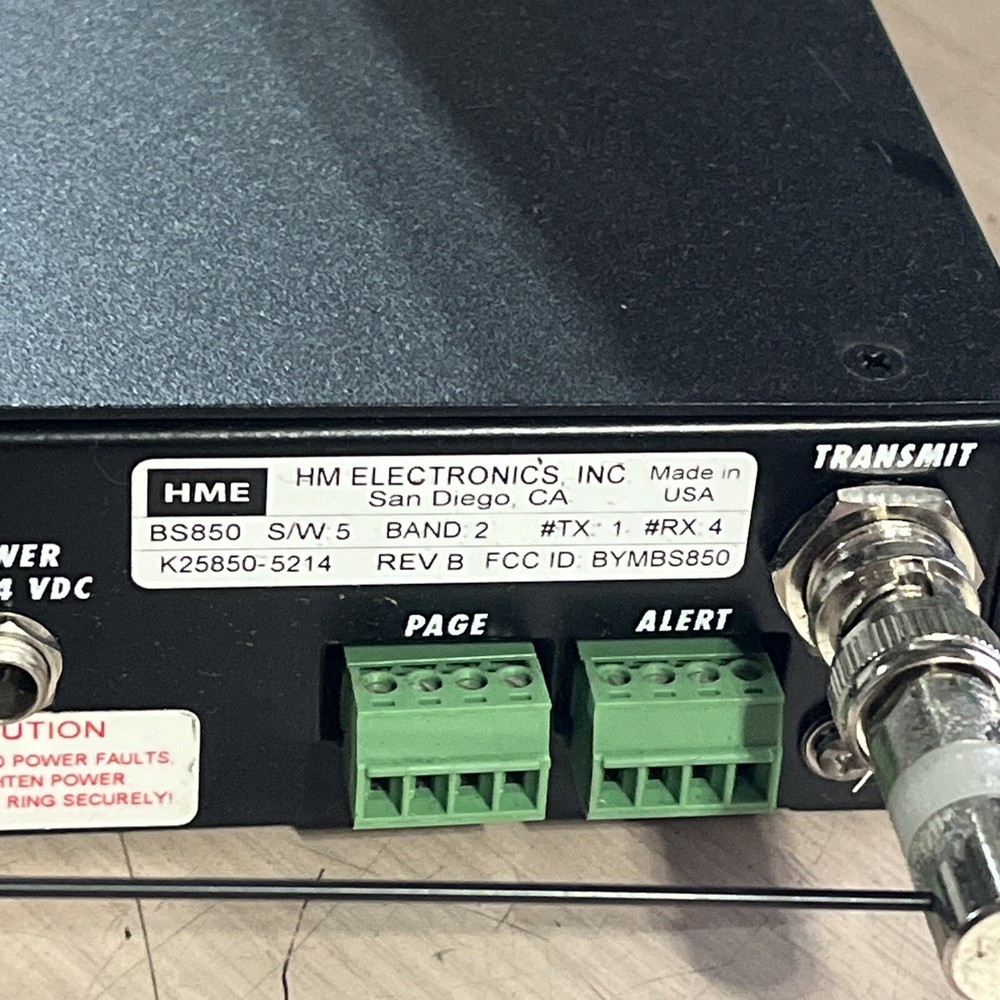 TRANSMIT
HME
HM ELECTRONICS, INC
San Diego, CA
Made in
USA
BS850 S/W: 5 BAND: 2 #TX: 1 #RX: 4
K25850-5214 REV B FCC ID: BYMBS850
WER
4 VDC
PAGE
ALERT
UTION
POWER FAULTS,
HTEN POWER
RING SECURELY!